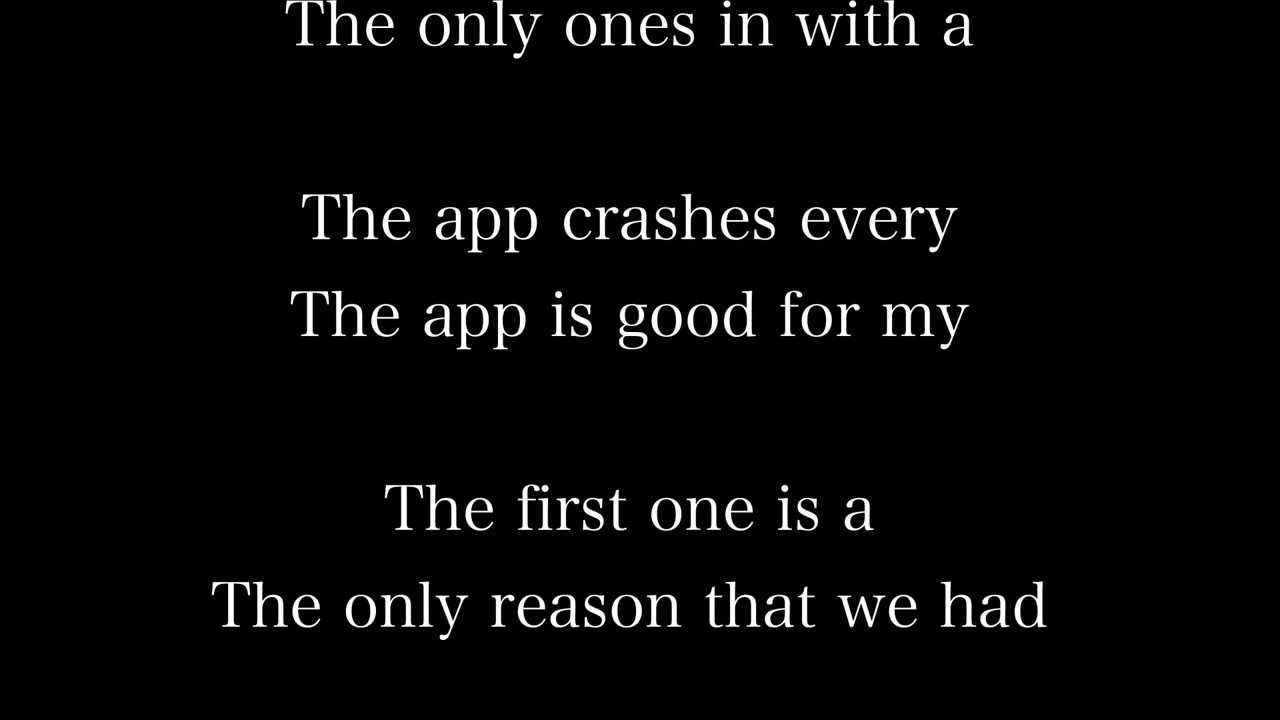 The only ones in with a
The app crashes every
The app is good for my
The first one is a
The only reason that we had